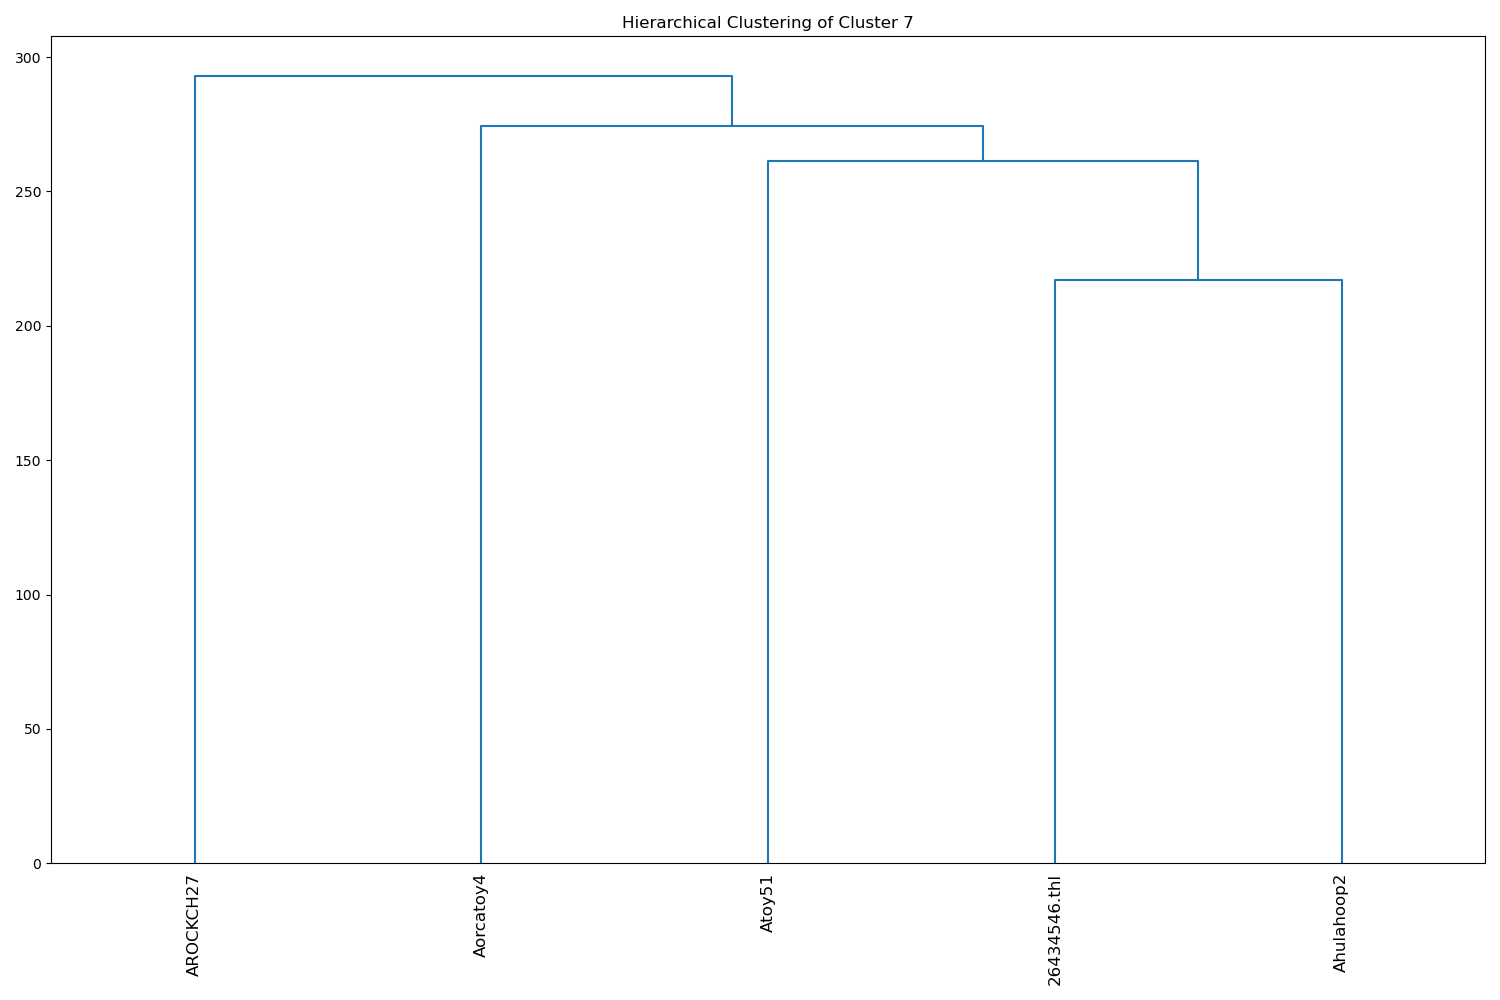 Hierarchical Clustering of Cluster 7
300
250
200
150
100
50
0
AROCKCH27
Aorcatoy4
Atoy51
26434546.thl
Ahulahoop2